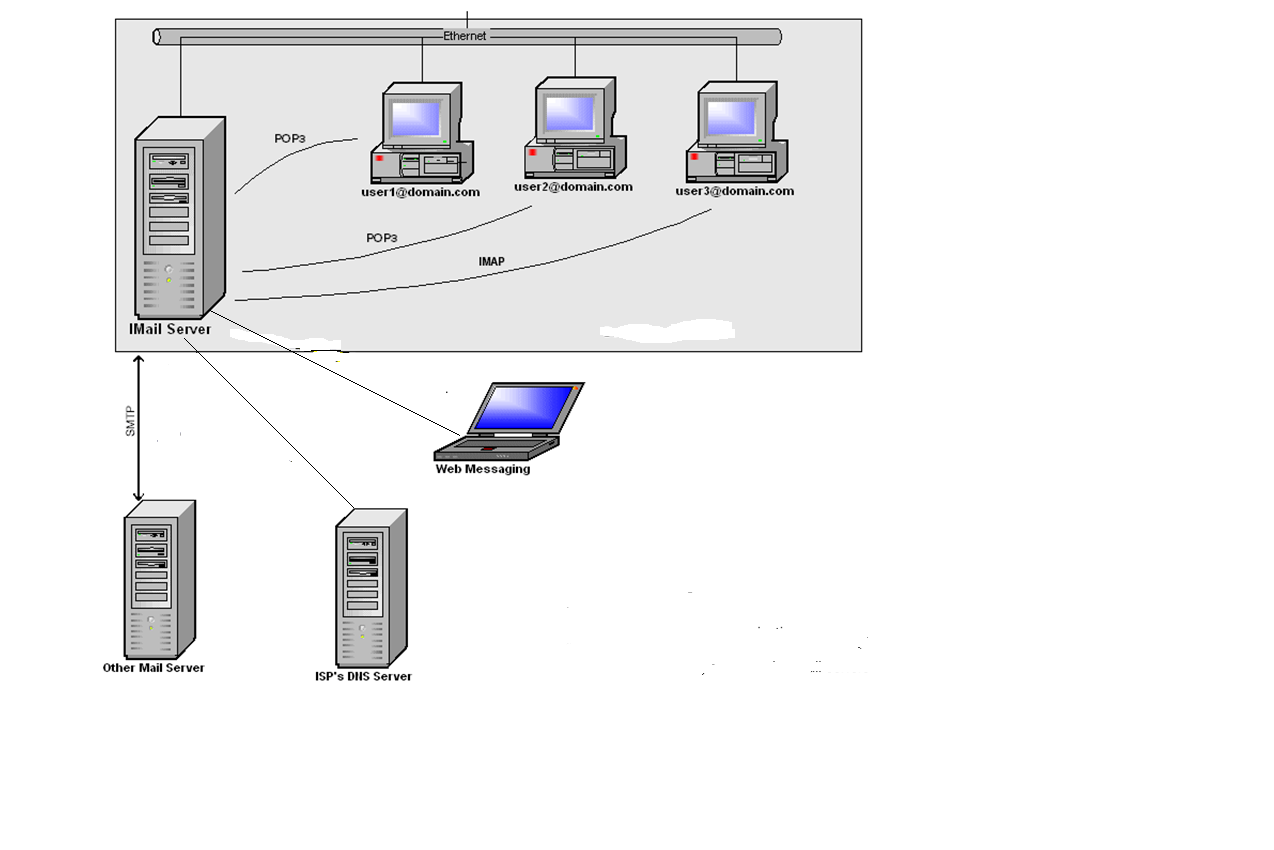 Ethernet
POP3
user1@domain.com
user2@domain.com
user3@domain.com
POP3
IMAP
IMail Server
SMTP
Web Messaging
Other Mail Server
ISP's DNS Server